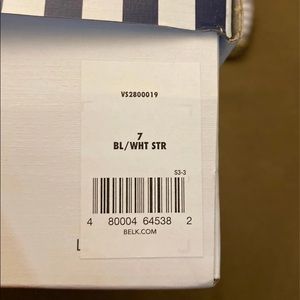 VS2800019
7
BL/WHT STR
S3-3
4 80004 64538 2
BELK.COM